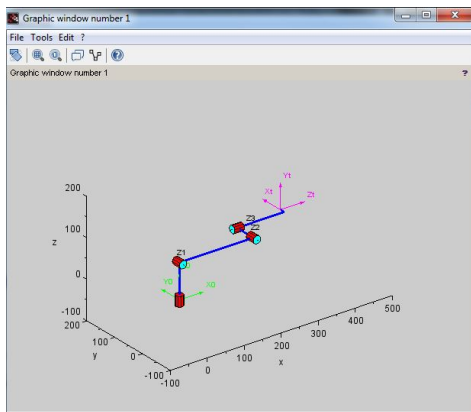 Graphic window number 1
File Tools Edit ?
Graphic window number 1
?
Yt
Xt
Zt
Z3
Z2
Z1
Y0
X0
200
100
0
-100
z
200
100
0
-100
y
-100
0
100
200
300
400
500
x